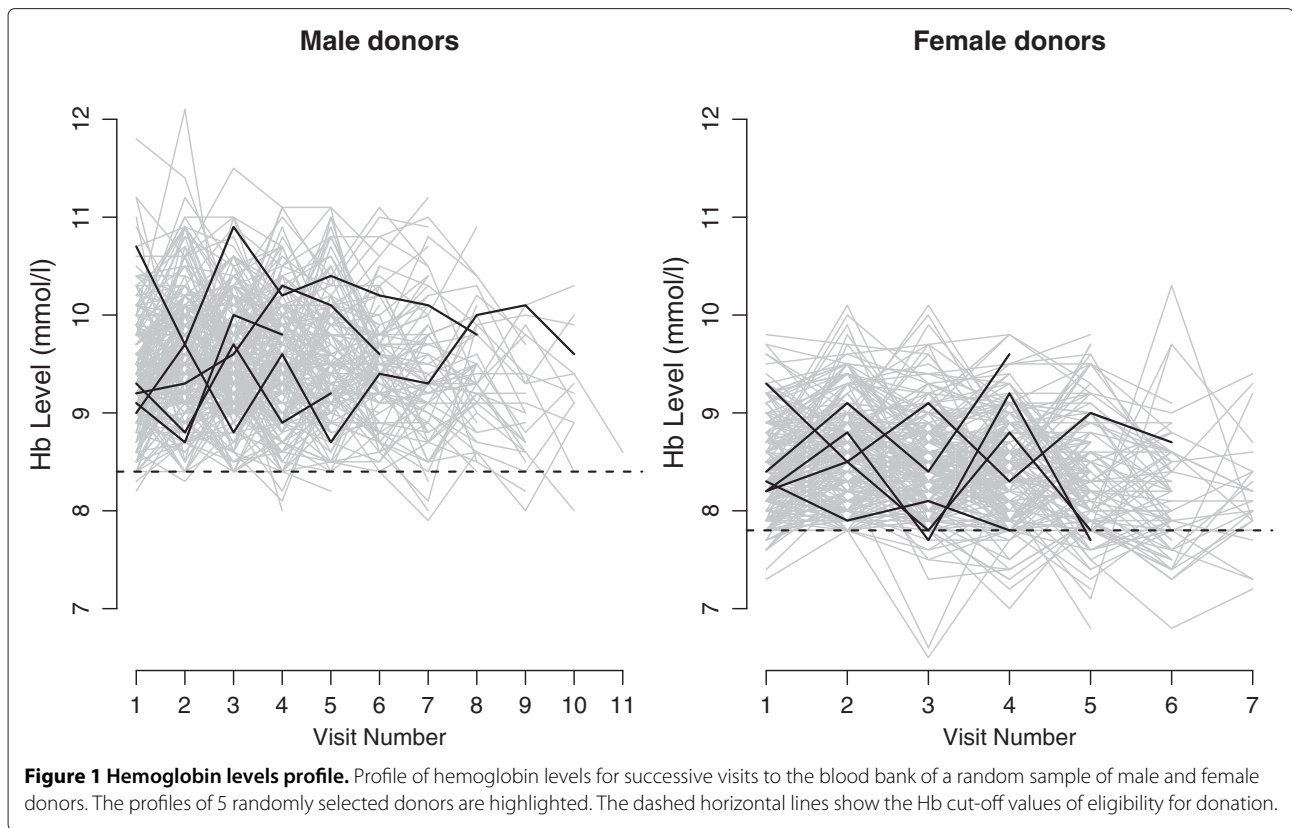 Male donors
Female donors
Hb Level (mmol/l)
12
11
10
9
8
7
1 2 3 4 5 6 7 8 9 10 11
Visit Number
Hb Level (mmol/l)
12
11
10
9
8
7
1 2 3 4 5 6 7
Visit Number
Figure 1 Hemoglobin levels profile. Profile of hemoglobin levels for successive visits to the blood bank of a random sample of male and female
donors. The profiles of 5 randomly selected donors are highlighted. The dashed horizontal lines show the Hb cut-off values of eligibility for donation.